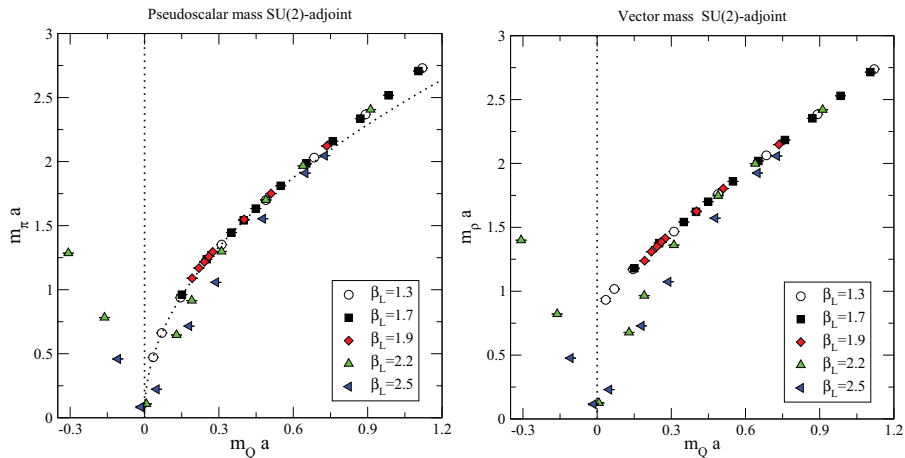 Pseudoscalar mass SU(2)-adjoint
3
2.5
2
1.5
1
0.5
0
-0.3
0
0.3
0.6
0.9
1.2
m_π a
m_Q a
β_L=1.3
β_L=1.7
β_L=1.9
β_L=2.2
β_L=2.5
Vector mass SU(2)-adjoint
3
2.5
2
1.5
1
0.5
0
-0.3
0
0.3
0.6
0.9
1.2
m_ρ a
m_Q a
β_L=1.3
β_L=1.7
β_L=1.9
β_L=2.2
β_L=2.5